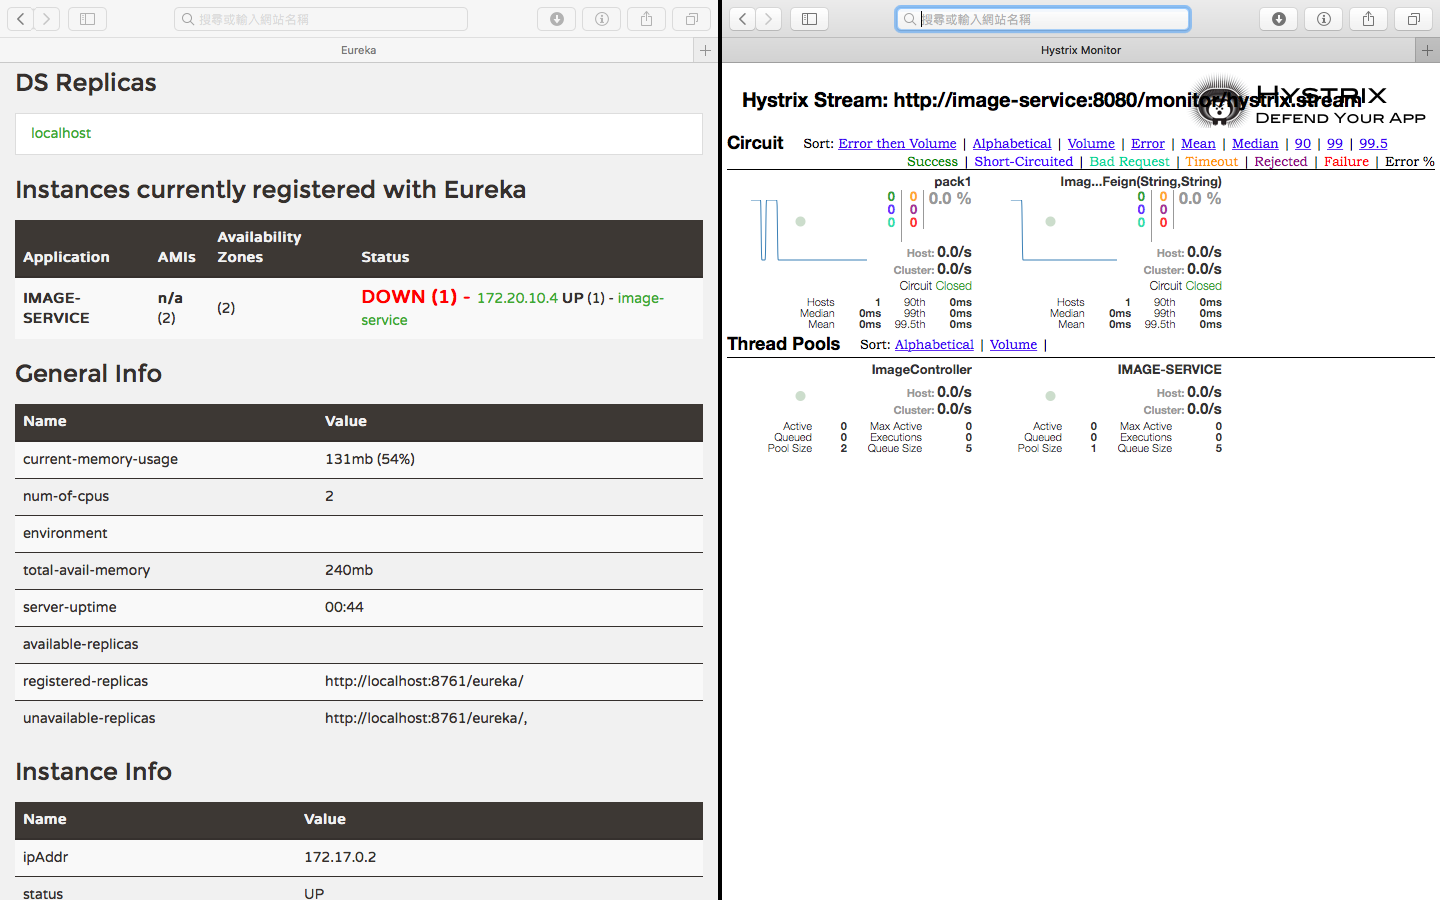 搜尋或輸入網站名稱
Eureka
DS Replicas
localhost
Instances currently registered with Eureka
Application AMIs Availability Zones Status
IMAGE-SERVICE n/a (2) (2) DOWN (1) - 172.20.10.4 UP (1) - image-service
General Info
Name Value
current-memory-usage 131mb (54%)
num-of-cpus 2
environment
total-avail-memory 240mb
server-uptime 00:44
available-replicas
registered-replicas http://localhost:8761/eureka/
unavailable-replicas http://localhost:8761/eureka/,
Instance Info
Name Value
ipAddr 172.17.0.2
status UP
搜尋或輸入網站名稱
Hystrix Monitor
Hystrix Stream: http://image-service:8080/monitor/hystrix.stream
HYSTRIX
DEFEND YOUR APP
Circuit Sort: Error then Volume | Alphabetical | Volume | Error | Mean | Median | 90 | 99 | 99.5
Success | Short-Circuited | Bad Request | Timeout | Rejected | Failure | Error %
pack1
0 0 0.0 %
0 0
0 0
Host: 0.0/s
Cluster: 0.0/s
Circuit Closed
Hosts 1 90th 0ms
Median 0ms 99th 0ms
Mean 0ms 99.5th 0ms
Imag...Feign(String,String)
0 0 0.0 %
0 0
0 0
Host: 0.0/s
Cluster: 0.0/s
Circuit Closed
Hosts 1 90th 0ms
Median 0ms 99th 0ms
Mean 0ms 99.5th 0ms
Thread Pools Sort: Alphabetical | Volume |
ImageController
Host: 0.0/s
Cluster: 0.0/s
Active 0 Max Active 0
Queued 0 Executions 0
Pool Size 2 Queue Size 5
IMAGE-SERVICE
Host: 0.0/s
Cluster: 0.0/s
Active 0 Max Active 0
Queued 0 Executions 0
Pool Size 1 Queue Size 5